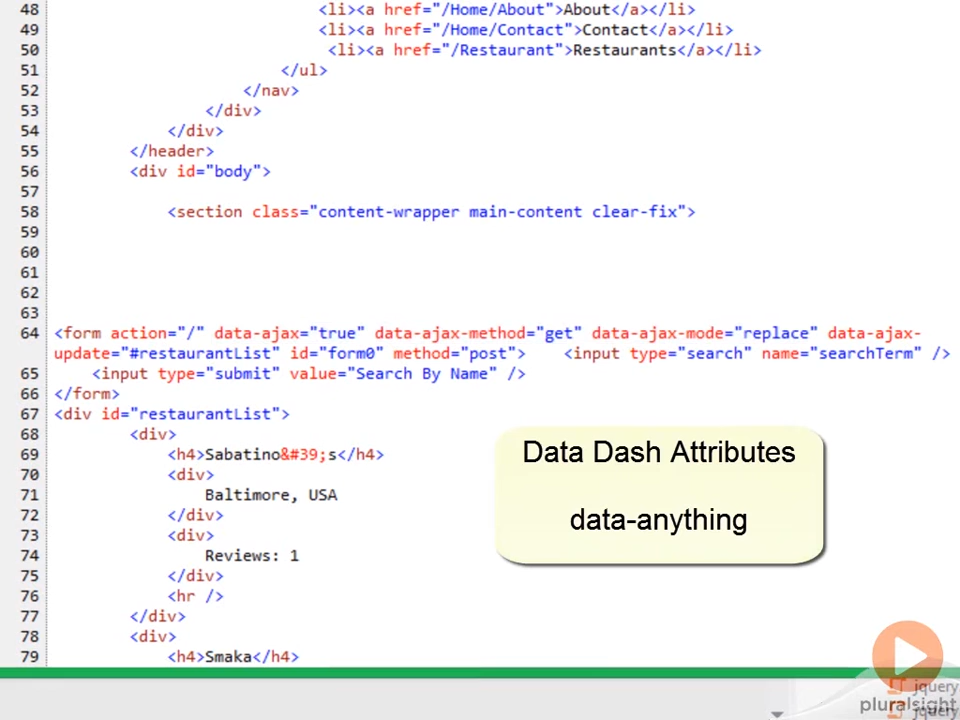 48 <li><a href="/Home/About">About</a></li>
49 <li><a href="/Home/Contact">Contact</a></li>
50 <li><a href="/Restaurant">Restaurants</a></li>
51 </ul>
52 </nav>
53 </div>
54 </div>
55 </header>
56 <div id="body">
57
58 <section class="content-wrapper main-content clear-fix">
59
60
61
62
63
64 <form action="/" data-ajax="true" data-ajax-method="get" data-ajax-mode="replace" data-ajax-
update="#restaurantList" id="form0" method="post"> <input type="search" name="searchTerm" />
65 <input type="submit" value="Search By Name" />
66 </form>
67 <div id="restaurantList">
68 <div>
69 <h4>Sabatino&#39;s</h4>
70 <div>
71 Baltimore, USA
72 </div>
73 <div>
74 Reviews: 1
75 </div>
76 <hr />
77 </div>
78 <div>
79 <h4>Smaka</h4>
Data Dash Attributes
data-anything
jquery
pluralsight
jquery